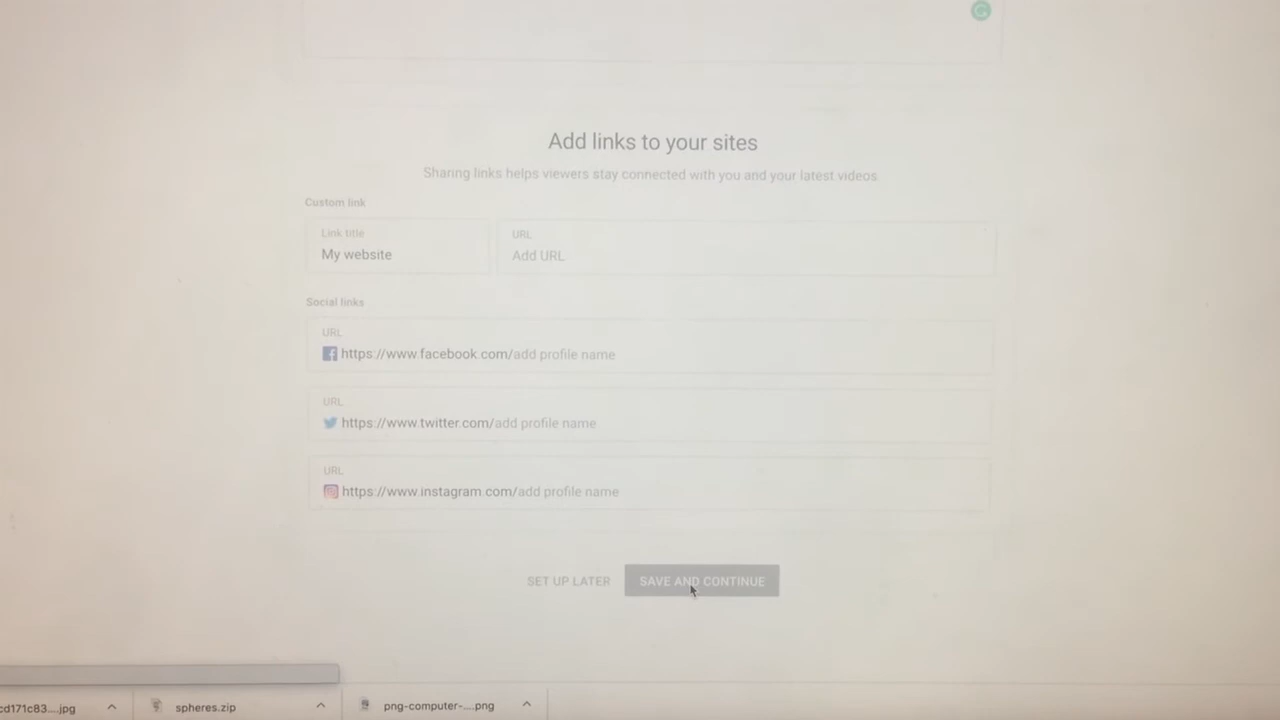 Add links to your sites
Sharing links helps viewers stay connected with you and your latest videos
Custom link
Link title
My website
URL
Add URL
Social links
URL
https://www.facebook.com/add profile name
URL
https://www.twitter.com/add profile name
URL
https://www.instagram.com/add profile name
SET UP LATER SAVE AND CONTINUE
cd171c83....jpg spheres.zip png-computer-....png